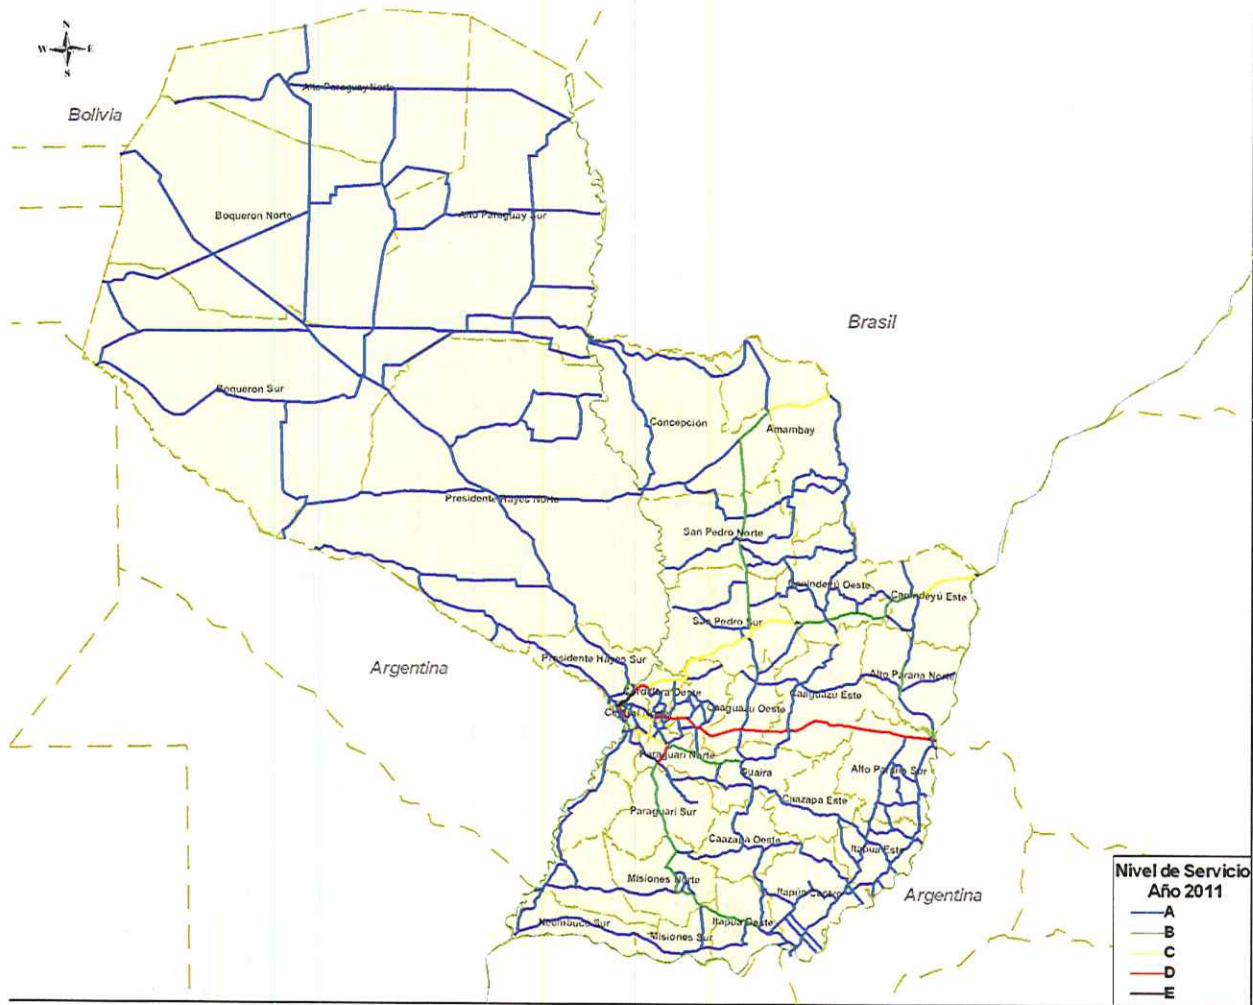 N
W E
S
Bolivia
Alto Paraguay Norte
Boqueron Norte
Alto Paraguay Sur
Brasil
Boqueron Sur
Concepción
Amambay
Presidente Hayes Norte
San Pedro Norte
Canindeyú Oeste
Canindeyú Este
San Pedro Sur
Argentina
Presidente Hayes Sur
Alto Parana Norte
Cordillera Oeste
Caaguazu Este
Caaguazu Oeste
Central Norte
Paraguari Norte
Guaira
Alto Parana Sur
Caazapa Este
Paraguari Sur
Caazapa Oeste
Itapua Este
Misiones Norte
Itapúa Centro
Argentina
Neembucu Sur
Itapua Oeste
Misiones Sur
Nivel de Servicio
Año 2011
A
B
C
D
E